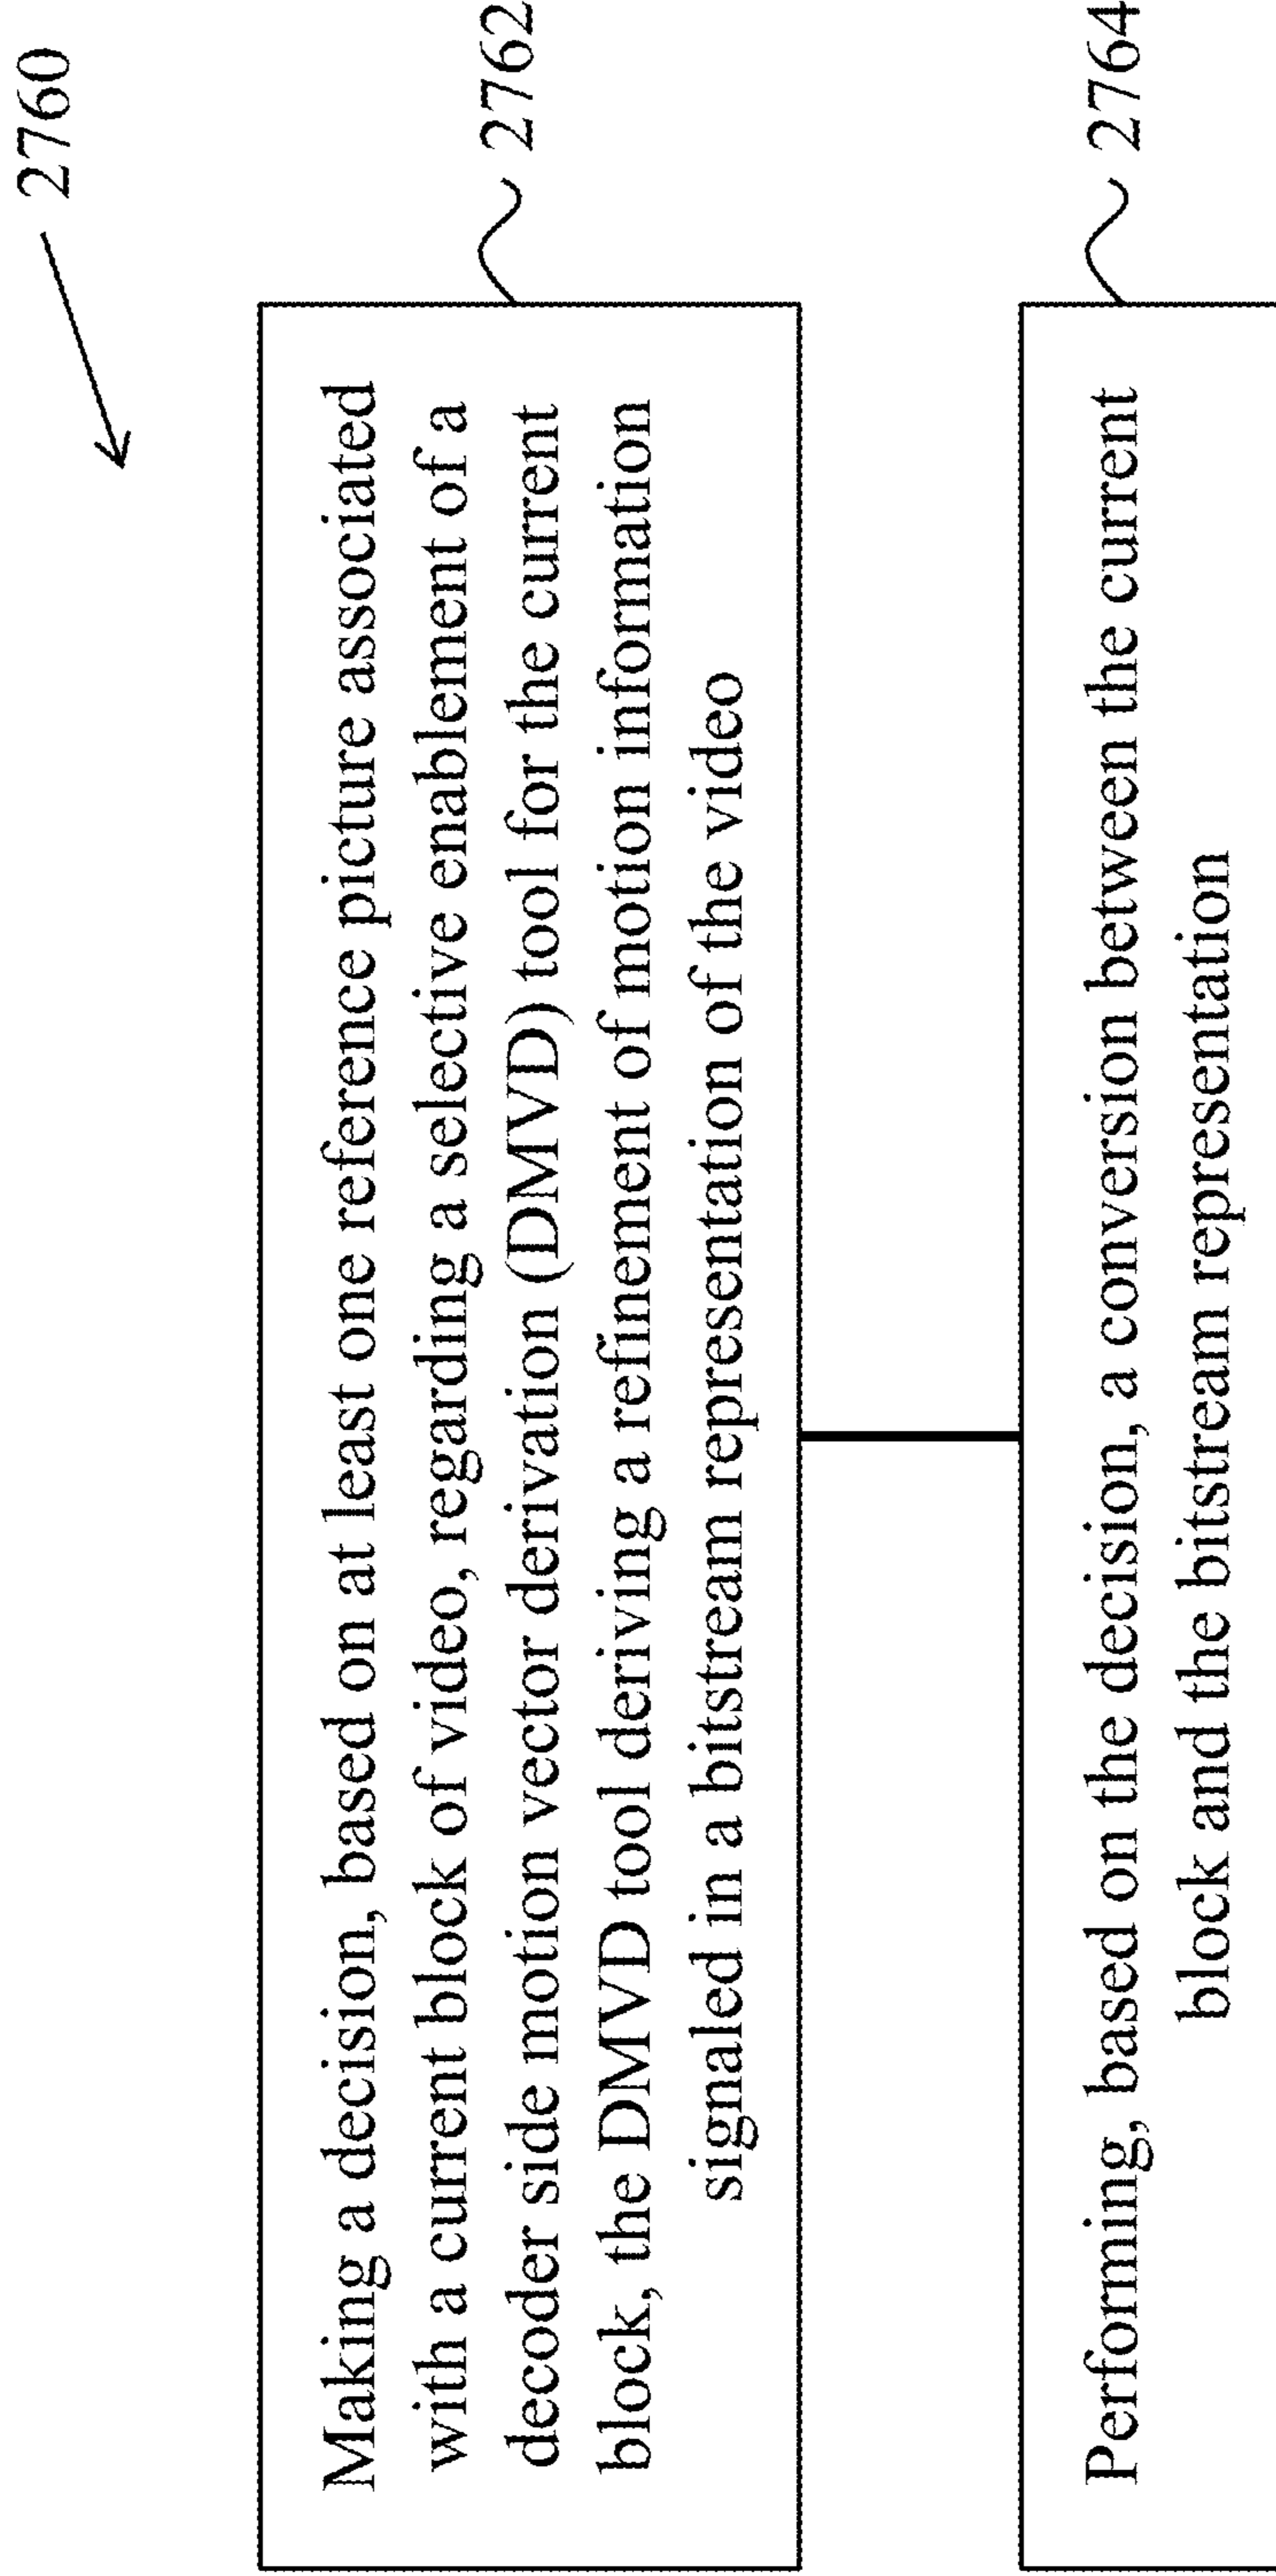 2760
Making a decision, based on at least one reference picture associated
with a current block of video, regarding a selective enablement of a
decoder side motion vector derivation (DMVD) tool for the current
block, the DMVD tool deriving a refinement of motion information
signaled in a bitstream representation of the video
2762
Performing, based on the decision, a conversion between the current
block and the bitstream representation
2764